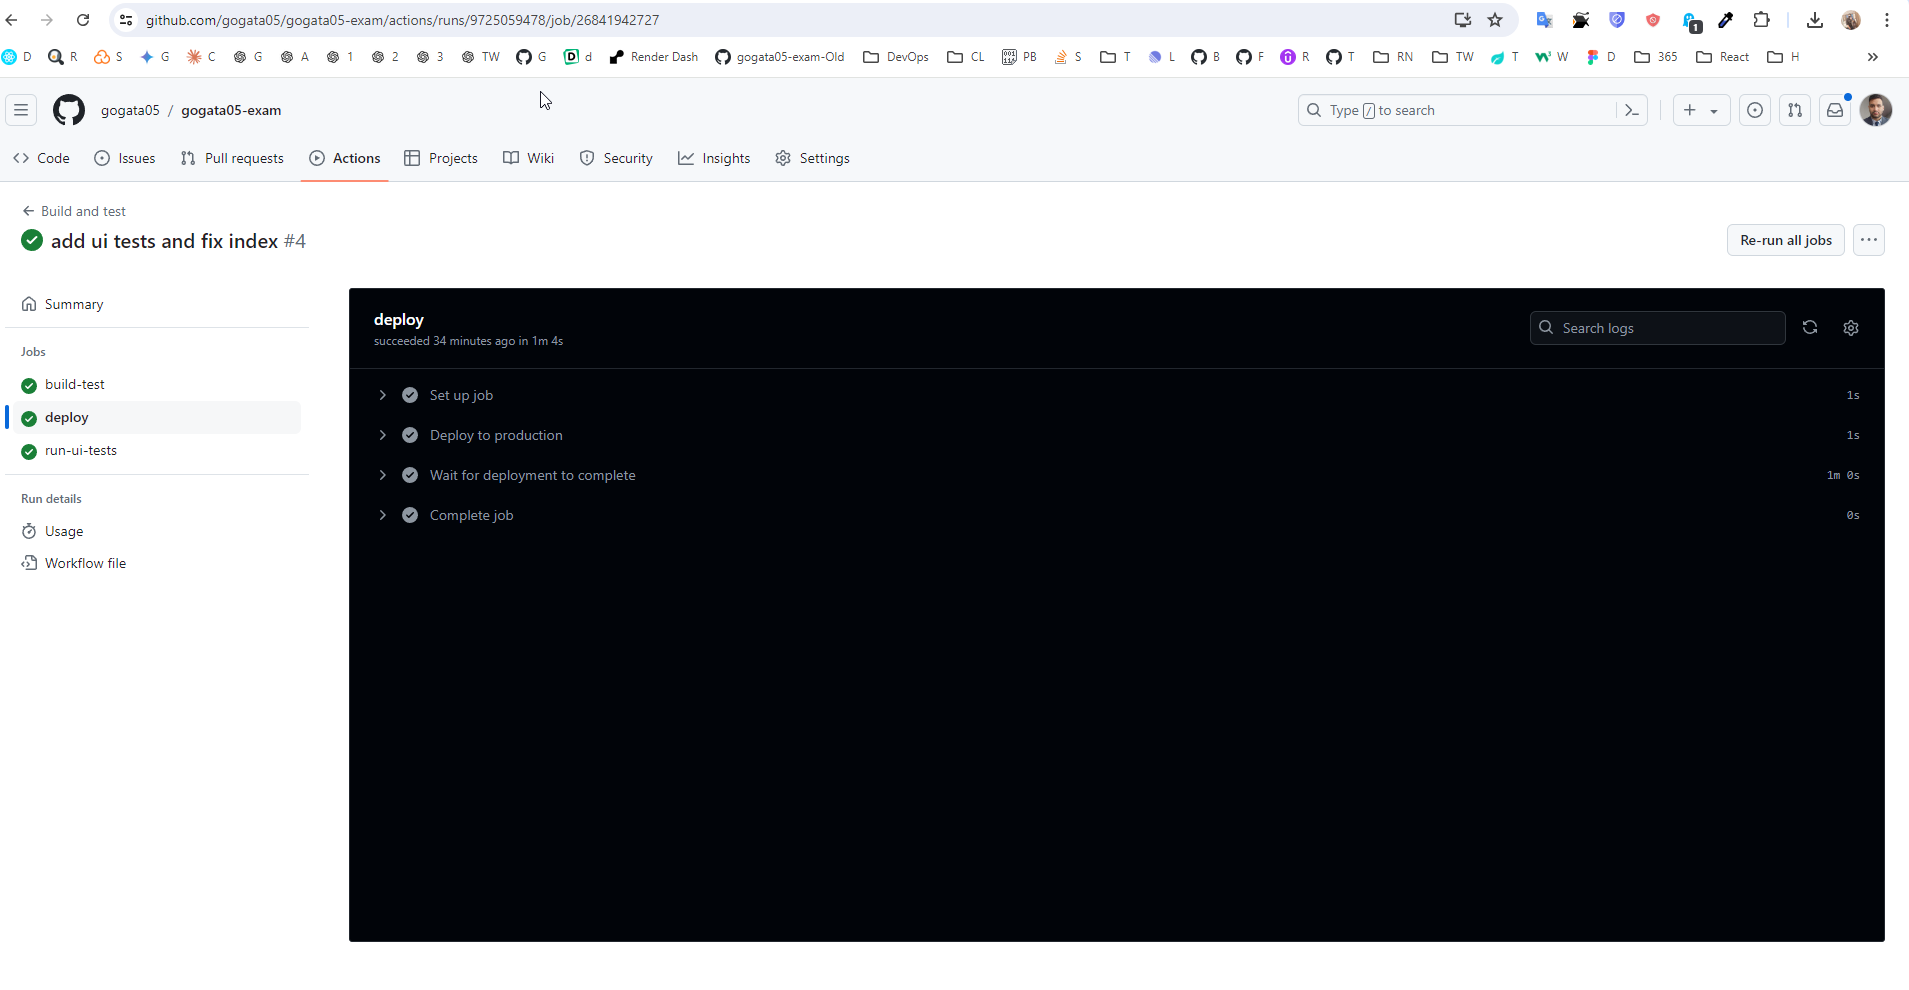 github.com/gogata05/gogata05-exam/actions/runs/9725059478/job/26841942727
1
D R S G C G A 1 2 3 TW G d Render Dash gogata05-exam-Old DevOps CL PB S T L B F R T RN TW T W D 365 React H »
gogata05 / gogata05-exam
Type / to search
Code Issues Pull requests Actions Projects Wiki Security Insights Settings
Build and test
add ui tests and fix index #4
Re-run all jobs
Summary
Jobs
build-test
deploy
run-ui-tests
Run details
Usage
Workflow file
deploy
succeeded 34 minutes ago in 1m 4s
Search logs
Set up job 1s
Deploy to production 1s
Wait for deployment to complete 1m 0s
Complete job 0s